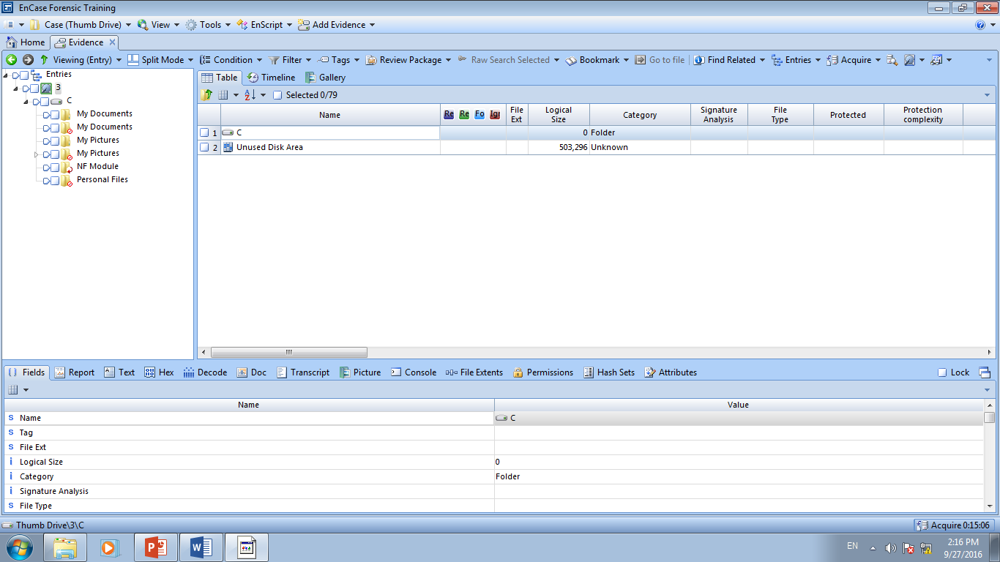 EnCase Forensic Training
Case (Thumb Drive) View Tools EnScript Add Evidence
Home Evidence
Viewing (Entry) Split Mode Condition Filter Tags Review Package Raw Search Selected Bookmark Go to file Find Related Entries Acquire
Entries
3
C
My Documents
My Documents
My Pictures
My Pictures
NF Module
Personal Files
Table Timeline Gallery
Selected 0/79
Name Re Re Fo Igr File Ext Logical Size Category Signature Analysis File Type Protected Protection complexity
1 C 0 Folder
2 Unused Disk Area 503,296 Unknown
Fields Report Text Hex Decode Doc Transcript Picture Console File Extents Permissions Hash Sets Attributes Lock
Name Value
S Name C
S Tag
S File Ext
i Logical Size 0
i Category Folder
i Signature Analysis
S File Type
Thumb Drive\3\C Acquire 0:15:06
EN 2:16 PM
9/27/2016